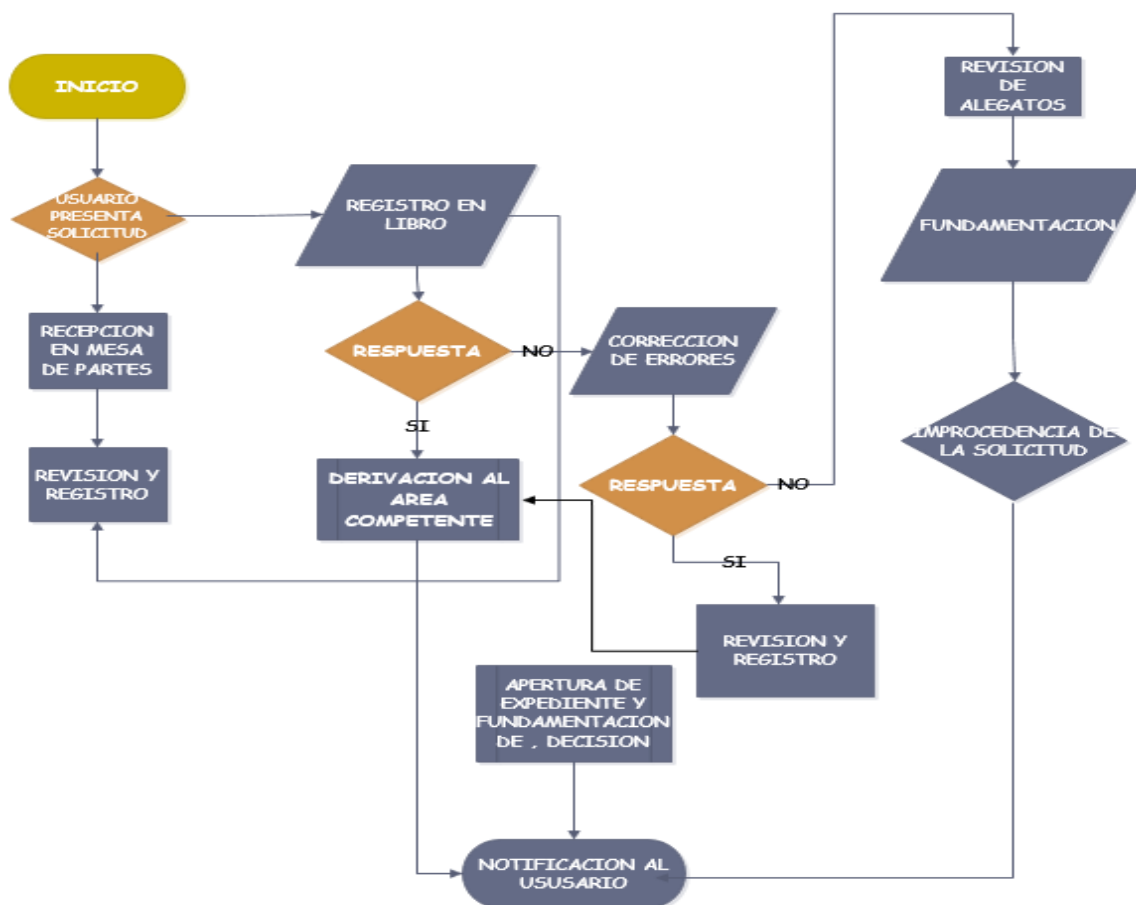 INICIO
USUARIO
PRESENTA
SOLICITUD
RECEPCION
EN MESA
DE PARTES
REVISION Y
REGISTRO
REGISTRO EN
LIBRO
RESPUESTA
NO
SI
DERIVACION AL
AREA
COMPETENTE
CORRECCION
DE ERRORES
RESPUESTA
NO
SI
REVISION Y
REGISTRO
APERTURA DE
EXPEDIENTE Y
FUNDAMENTACION
DE , DECISION
REVISION
DE
ALEGATOS
FUNDAMENTACION
IMPROCEDENCIA DE
LA SOLICITUD
NOTIFICACION AL
USUSARIO